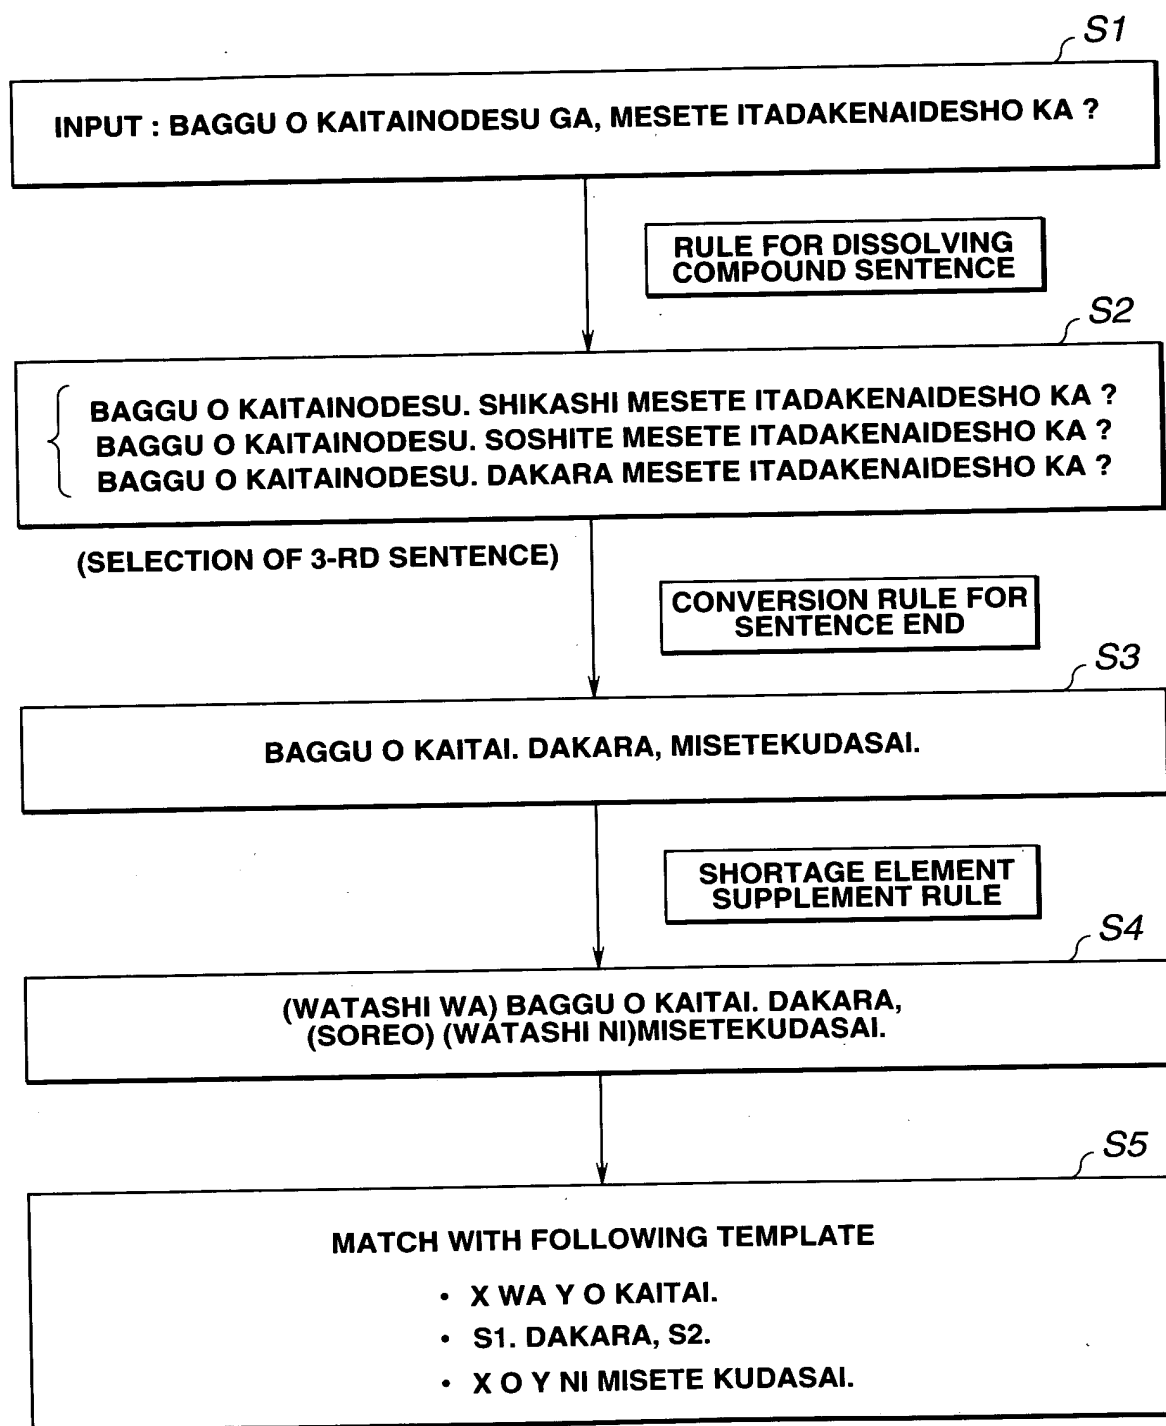 S1
INPUT : BAGGU O KAITAINODESU GA, MESETE ITADAKENAIDESHO KA ?
RULE FOR DISSOLVING
COMPOUND SENTENCE
S2
BAGGU O KAITAINODESU. SHIKASHI MESETE ITADAKENAIDESHO KA ?
BAGGU O KAITAINODESU. SOSHITE MESETE ITADAKENAIDESHO KA ?
BAGGU O KAITAINODESU. DAKARA MESETE ITADAKENAIDESHO KA ?
(SELECTION OF 3-RD SENTENCE)
CONVERSION RULE FOR
SENTENCE END
S3
BAGGU O KAITAI. DAKARA, MISETEKUDASAI.
SHORTAGE ELEMENT
SUPPLEMENT RULE
S4
(WATASHI WA) BAGGU O KAITAI. DAKARA,
(SOREO) (WATASHI NI)MISETEKUDASAI.
S5
MATCH WITH FOLLOWING TEMPLATE
• X WA Y O KAITAI.
• S1. DAKARA, S2.
• X O Y NI MISETE KUDASAI.